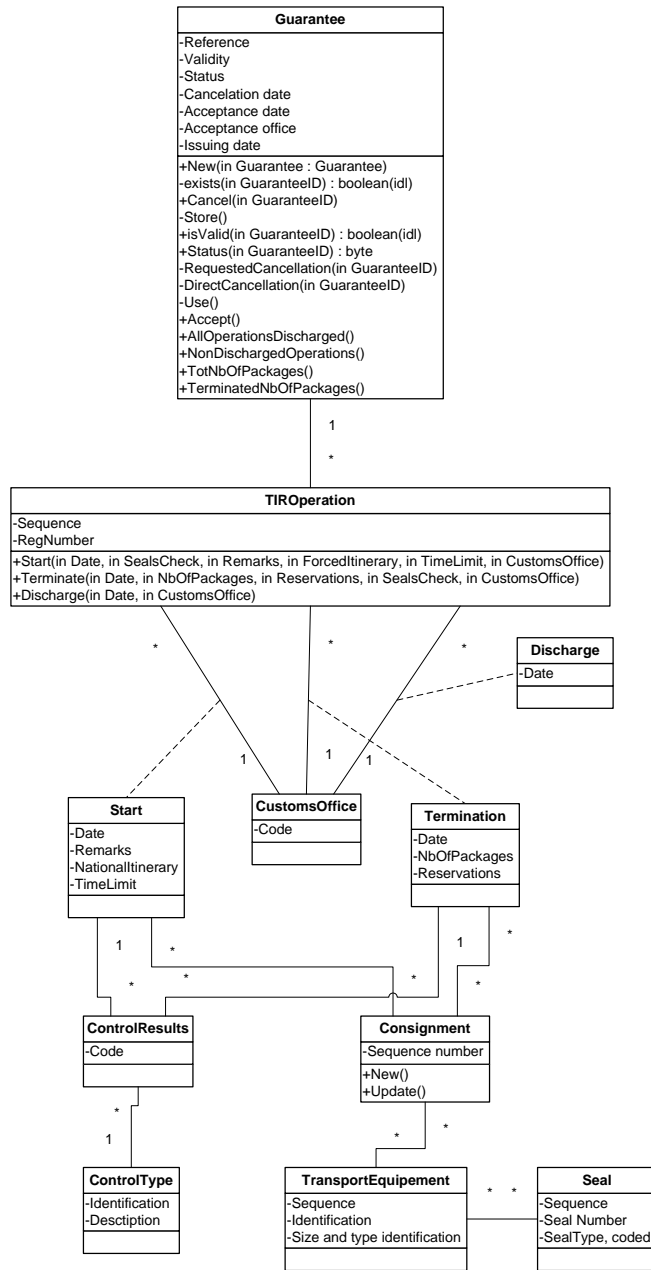 Guarantee
-Reference
-Validity
-Status
-Cancelation date
-Acceptance date
-Acceptance office
-Issuing date
+New(in Guarantee : Guarantee)
-exists(in GuaranteeID) : boolean(idl)
+Cancel(in GuaranteeID)
-Store()
+isValid(in GuaranteeID) : boolean(idl)
+Status(in GuaranteeID) : byte
-RequestedCancellation(in GuaranteeID)
-DirectCancellation(in GuaranteeID)
-Use()
+Accept()
+AllOperationsDischarged()
+NonDischargedOperations()
+TotNbOfPackages()
+TerminatedNbOfPackages()
1
*
TIROperation
-Sequence
-RegNumber
+Start(in Date, in SealsCheck, in Remarks, in ForcedItinerary, in TimeLimit, in CustomsOffice)
+Terminate(in Date, in NbOfPackages, in Reservations, in SealsCheck, in CustomsOffice)
+Discharge(in Date, in CustomsOffice)
* * *
Discharge
-Date
1 1 1
Start
-Date
-Remarks
-NationalItinerary
-TimeLimit
CustomsOffice
-Code
Termination
-Date
-NbOfPackages
-Reservations
1 * 1 *
* * * *
ControlResults
-Code
Consignment
-Sequence number
+New()
+Update()
*
1
*
*
ControlType
-Identification
-Desctiption
TransportEquipement
-Sequence
-Identification
-Size and type identification
* *
Seal
-Sequence
-Seal Number
-SealType, coded